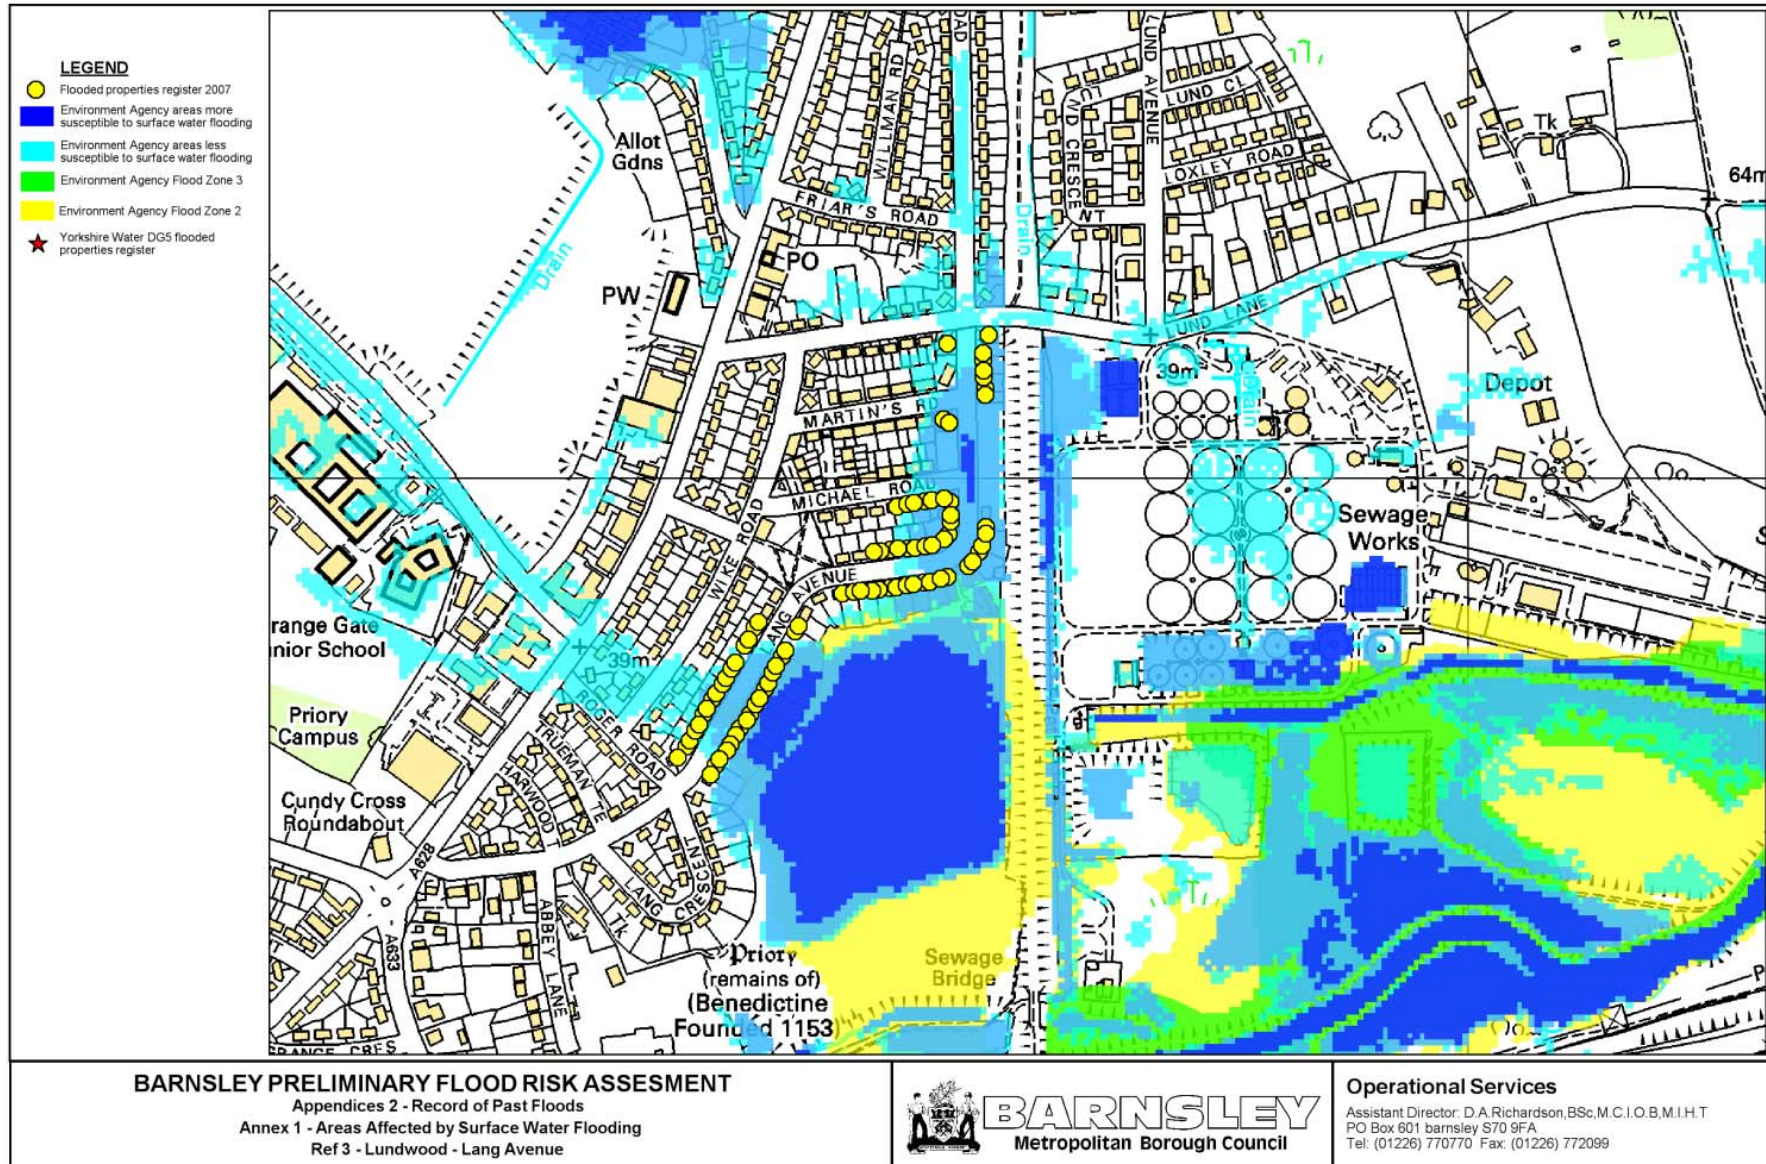 LEGEND
Flooded properties register 2007
Environment Agency areas more
susceptible to surface water flooding
Environment Agency areas less
susceptible to surface water flooding
Environment Agency Flood Zone 3
Environment Agency Flood Zone 2
Yorkshire Water DG5 flooded
properties register
OAD
WILLMAN RD
LUND AVENUE
LUND CL
LUND CRESCENT
LOXLEY ROAD
Tk
64m
Allot
Gdns
FRIAR'S ROAD
Drain
Drain
PO
PW
LUND LANE
39m
Drain
Depot
MARTIN'S RD
MICHAEL ROAD
WIKE ROAD
Sewage
Works
LANG AVENUE
range Gate
unior School
39m
Priory
Campus
ROGER ROAD
TRUEMAN TE
HARWOOD T
Cundy Cross
Roundabout
A628
LANG CRESCENT
Tk
ABBEY LANE
A633
Priory
(remains of)
(Benedictine
Founded 1153)
Sewage
Bridge
GRANGE CRES
BARNSLEY PRELIMINARY FLOOD RISK ASSESMENT
Appendices 2 - Record of Past Floods
Annex 1 - Areas Affected by Surface Water Flooding
Ref 3 - Lundwood - Lang Avenue
BARNSLEY
Metropolitan Borough Council
Operational Services
Assistant Director: D.A.Richardson,BSc,M.C.I.O.B,M.I.H.T
PO Box 601 barnsley S70 9FA
Tel: (01226) 770770 Fax: (01226) 772099